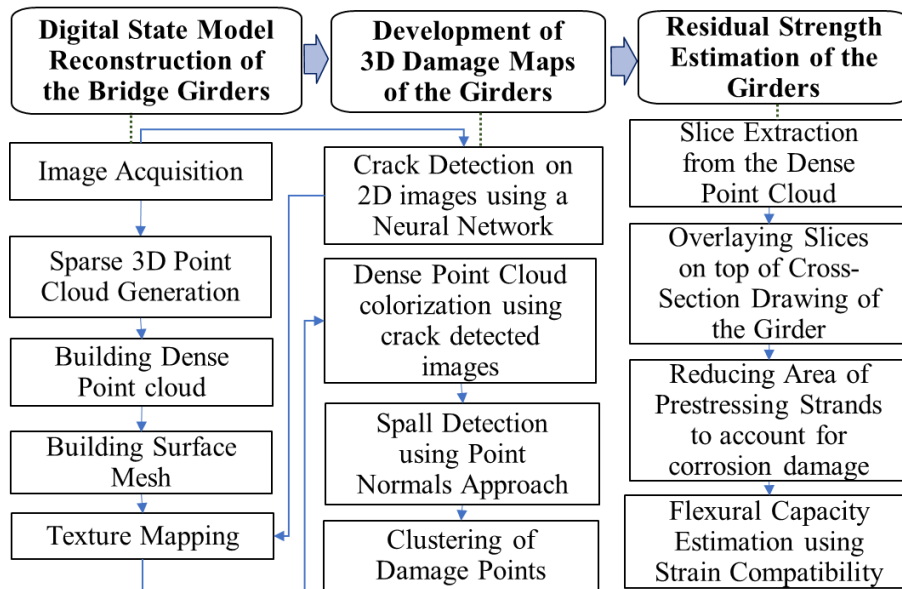 Digital State Model
Reconstruction of
the Bridge Girders
Image Acquisition
Sparse 3D Point
Cloud Generation
Building Dense
Point cloud
Building Surface
Mesh
Texture Mapping
Development of
3D Damage Maps
of the Girders
Crack Detection on
2D images using a
Neural Network
Dense Point Cloud
colorization using
crack detected
images
Spall Detection
using Point
Normals Approach
Clustering of
Damage Points
Residual Strength
Estimation of the
Girders
Slice Extraction
from the Dense
Point Cloud
Overlaying Slices
on top of Cross-
Section Drawing of
the Girder
Reducing Area of
Prestressing Strands
to account for
corrosion damage
Flexural Capacity
Estimation using
Strain Compatibility